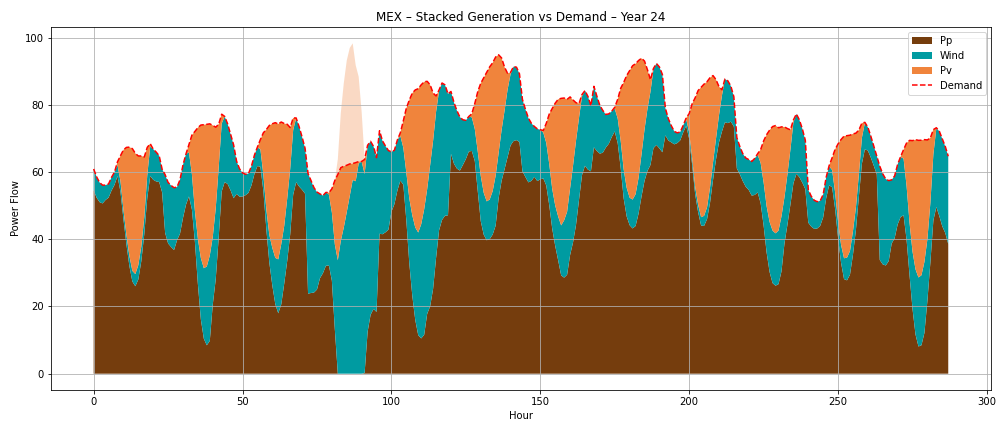 MEX – Stacked Generation vs Demand – Year 24
Power Flow
100
80
60
40
20
0
Pp
Wind
Pv
Demand
0 50 100 150 200 250 300
Hour